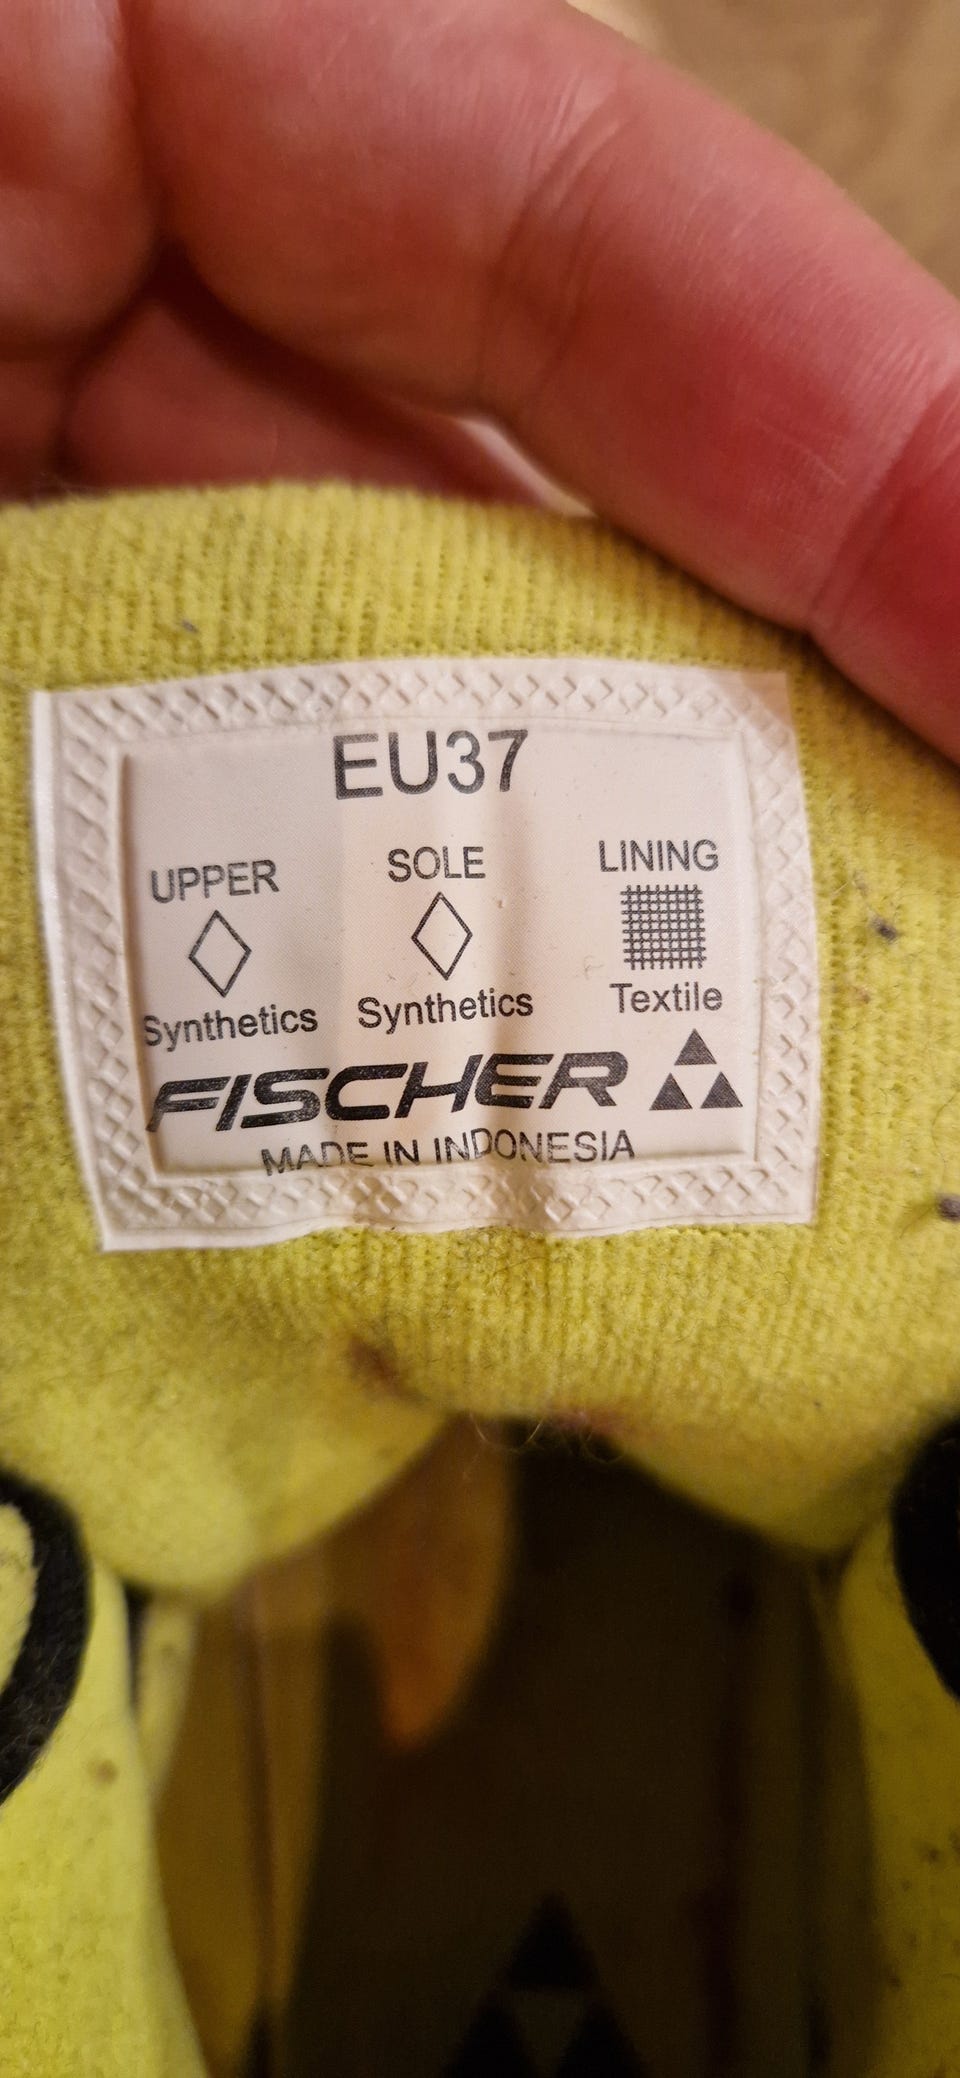 EU37
UPPER SOLE LINING
Synthetics Synthetics Textile
FISCHER
MADE IN INDONESIA